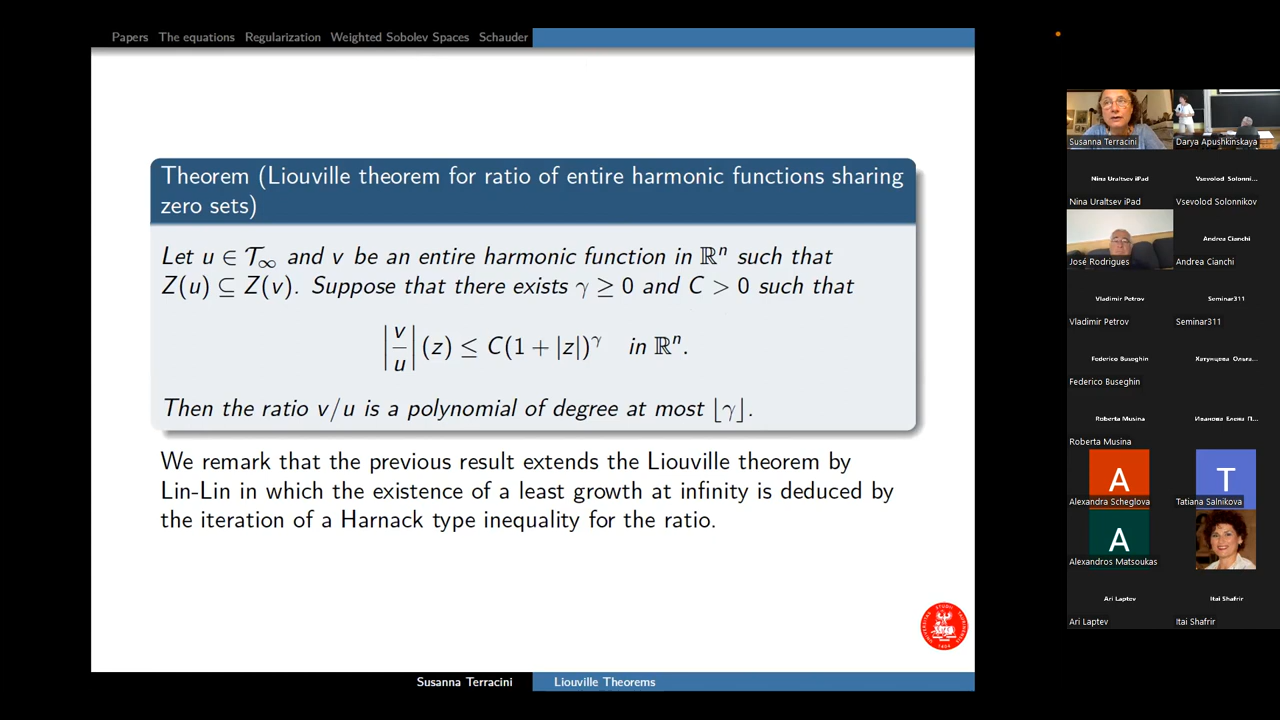 Papers The equations Regularization Weighted Sobolev Spaces Schauder
Theorem (Liouville theorem for ratio of entire harmonic functions sharing
zero sets)
Let u ∈ 𝒯∞ and v be an entire harmonic function in ℝⁿ such that
Z(u) ⊆ Z(v). Suppose that there exists γ ≥ 0 and C > 0 such that
|v/u| (z) ≤ C(1 + |z|)^γ in ℝⁿ.
Then the ratio v/u is a polynomial of degree at most ⌊γ⌋.
We remark that the previous result extends the Liouville theorem by
Lin-Lin in which the existence of a least growth at infinity is deduced by
the iteration of a Harnack type inequality for the ratio.
Susanna Terracini Liouville Theorems
Susanna Terracini
Darya Apushkinskaya
Nina Uraltsev iPad
Vsevolod Solonni...
Nina Uraltsev iPad
Vsevolod Solonnikov
Andrea Cianchi
José Rodrigues
Andrea Cianchi
Vladimir Petrov
Seminar311
Vladimir Petrov
Seminar311
Federico Buseghin
Хатунцева Ольга...
Federico Buseghin
Roberta Musina
Иванова Елена П...
Roberta Musina
A
T
Alexandra Scheglova
Tatiana Salnikova
A
Alexandros Matsoukas
Ari Laptev
Itai Shafrir
Ari Laptev
Itai Shafrir